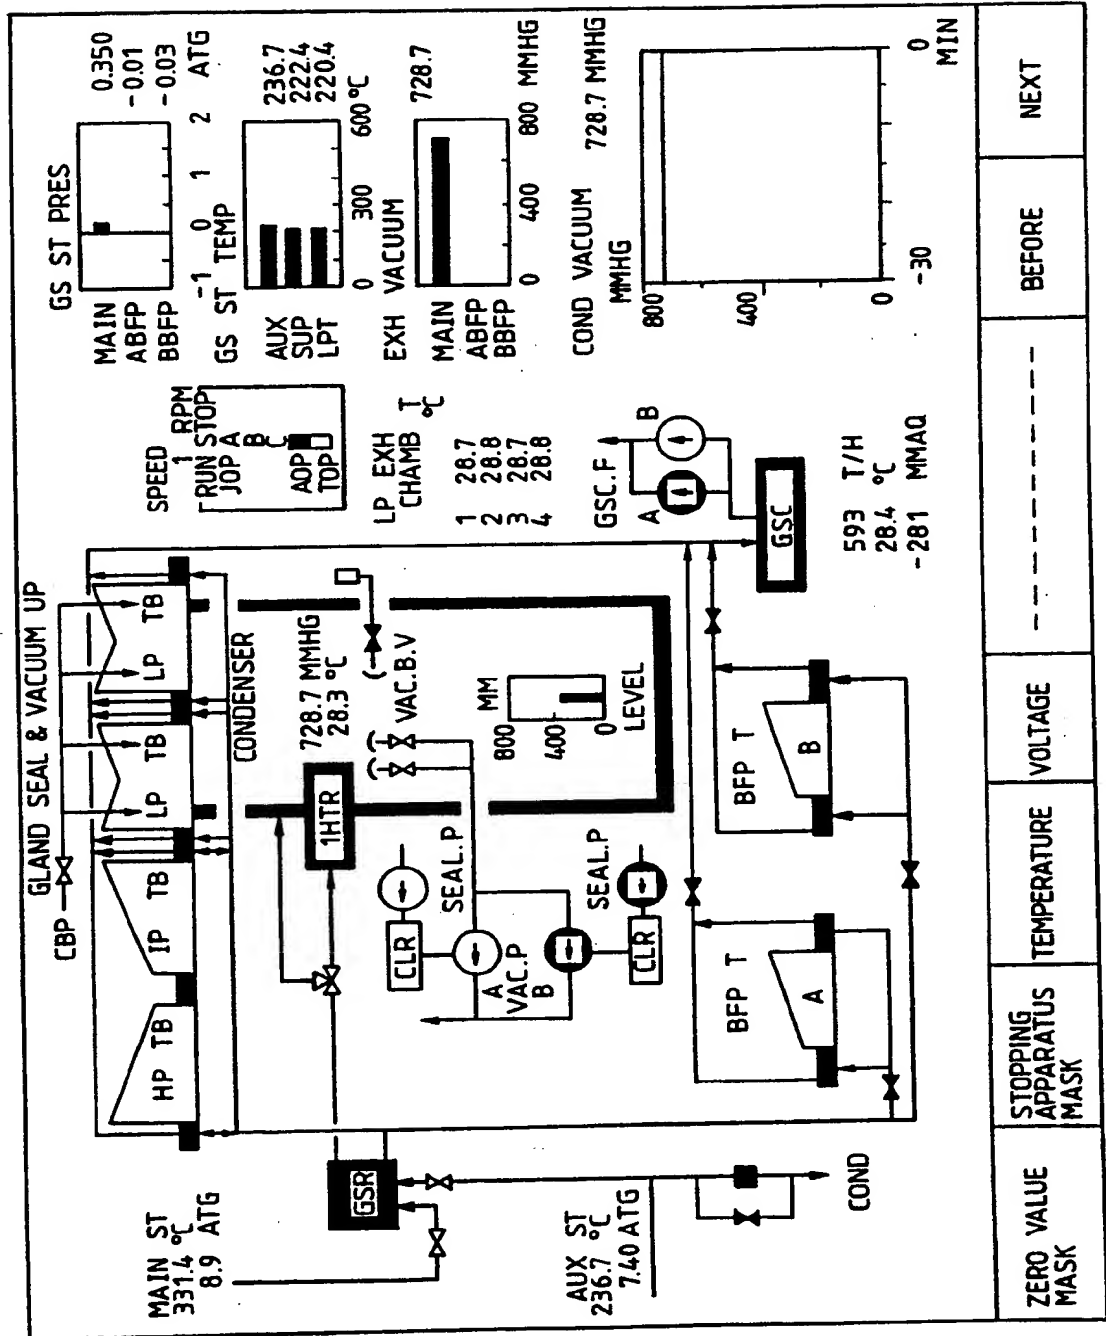 GLAND SEAL & VACUUM UP
MAIN ST
331.4 °C
8.9 ATG
GSR
AUX ST
236.7 °C
7.40 ATG
COND
CBP
HP TB
IP TB
LP TB
LP TB
CONDENSER
1HTR
728.7 MMHG
28.3 °C
VAC.B.V
CLR
SEAL.P
A
VAC.P
B
SEAL.P
CLR
MM
800
400
0
LEVEL
BFP T
A
BFP T
B
GSC
GSC.F
A
B
593 T/H
28.4 °C
-281 MMAQ
SPEED
1 RPM
RUN STOP
JOP A
B
C
AOP
TOP
LP EXH
CHAMB T
°C
1 28.7
2 28.8
3 28.7
4 28.8
GS ST PRES
MAIN 0.350
ABFP -0.01
BBFP -0.03
-1 0 1 2 ATG
GS ST TEMP
AUX 236.7
SUP 222.4
LPT 220.4
0 300 600 °C
EXH VACUUM
MAIN 728.7
ABFP
BBFP
0 400 800 MMHG
COND VACUUM 728.7 MMHG
MMHG
800
400
0
-30 0
MIN
ZERO VALUE
MASK
STOPPING
APPARATUS
MASK
TEMPERATURE
VOLTAGE
BEFORE
NEXT